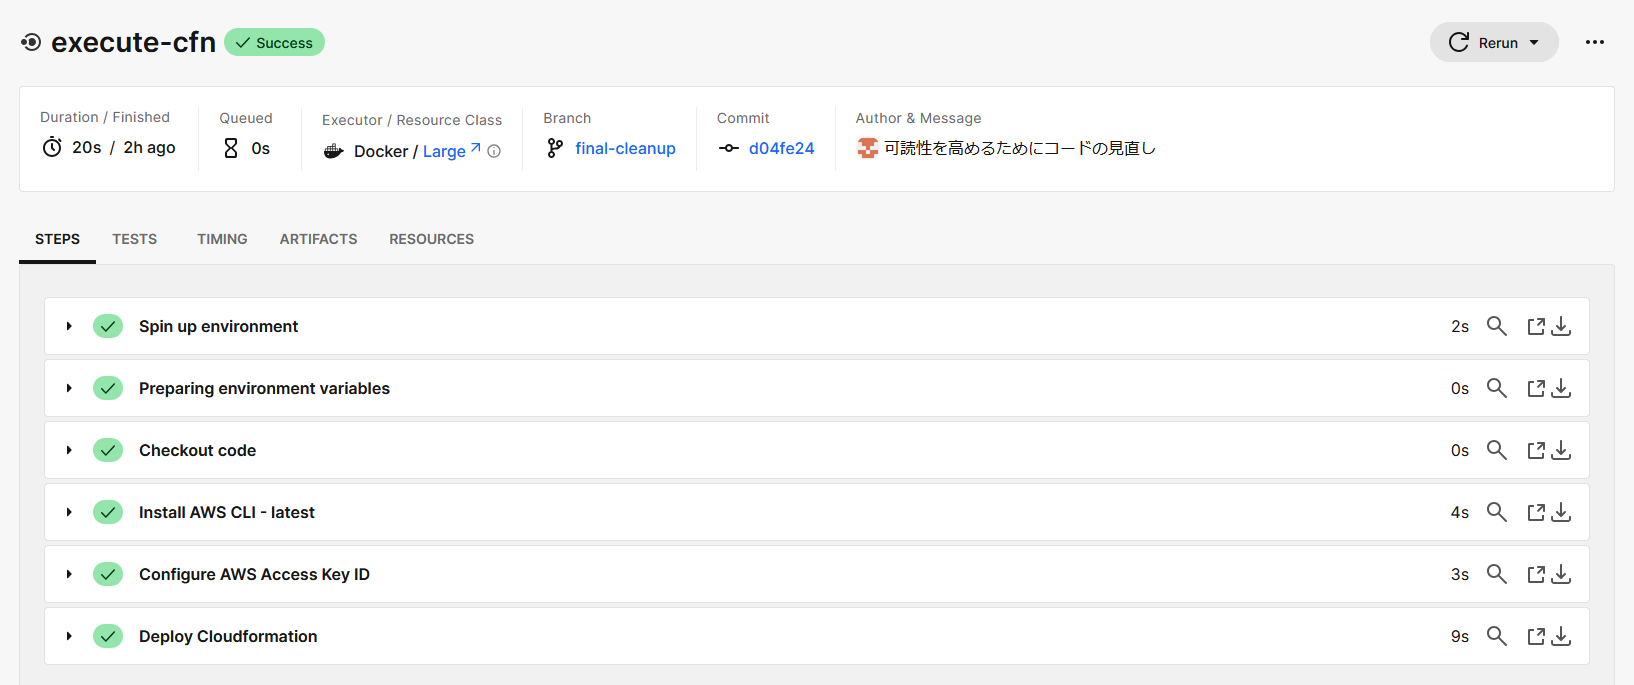 execute-cfn Success Rerun
Duration / Finished
20s / 2h ago
Queued
0s
Executor / Resource Class
Docker / Large
Branch
final-cleanup
Commit
d04fe24
Author & Message
可読性を高めるためにコードの見直し
STEPS TESTS TIMING ARTIFACTS RESOURCES
Spin up environment 2s
Preparing environment variables 0s
Checkout code 0s
Install AWS CLI - latest 4s
Configure AWS Access Key ID 3s
Deploy Cloudformation 9s